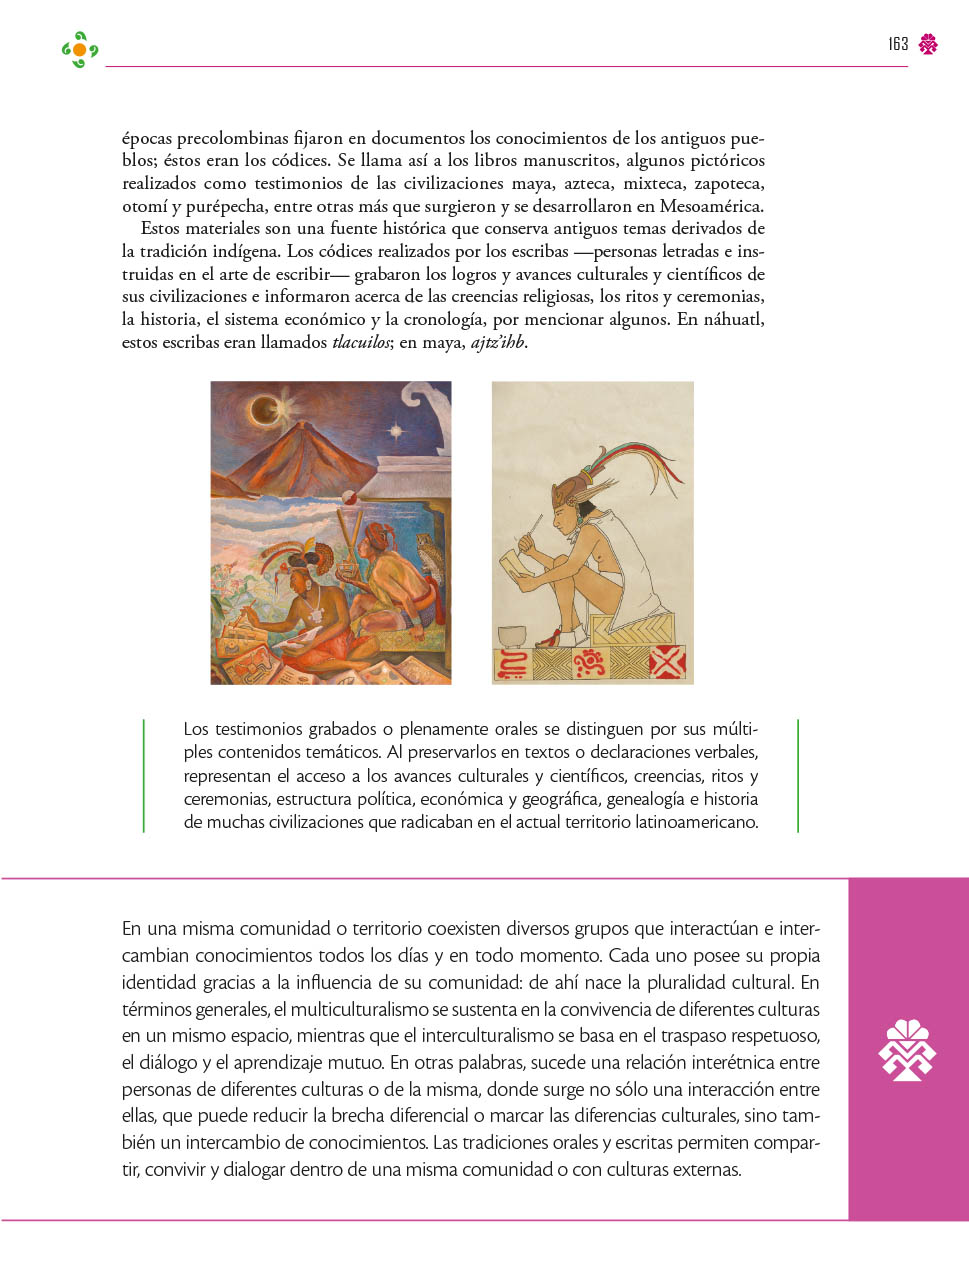 163
épocas precolombinas fijaron en documentos los conocimientos de los antiguos pue-
blos; éstos eran los códices. Se llama así a los libros manuscritos, algunos pictóricos
realizados como testimonios de las civilizaciones maya, azteca, mixteca, zapoteca,
otomí y purépecha, entre otras más que surgieron y se desarrollaron en Mesoamérica.
Estos materiales son una fuente histórica que conserva antiguos temas derivados de
la tradición indígena. Los códices realizados por los escribas —personas letradas e ins-
truidas en el arte de escribir— grabaron los logros y avances culturales y científicos de
sus civilizaciones e informaron acerca de las creencias religiosas, los ritos y ceremonias,
la historia, el sistema económico y la cronología, por mencionar algunos. En náhuatl,
estos escribas eran llamados tlacuilos; en maya, ajtz’ihb.
Los testimonios grabados o plenamente orales se distinguen por sus múlti-
ples contenidos temáticos. Al preservarlos en textos o declaraciones verbales,
representan el acceso a los avances culturales y científicos, creencias, ritos y
ceremonias, estructura política, económica y geográfica, genealogía e historia
de muchas civilizaciones que radicaban en el actual territorio latinoamericano.
En una misma comunidad o territorio coexisten diversos grupos que interactúan e inter-
cambian conocimientos todos los días y en todo momento. Cada uno posee su propia
identidad gracias a la influencia de su comunidad: de ahí nace la pluralidad cultural. En
términos generales, el multiculturalismo se sustenta en la convivencia de diferentes culturas
en un mismo espacio, mientras que el interculturalismo se basa en el traspaso respetuoso,
el diálogo y el aprendizaje mutuo. En otras palabras, sucede una relación interétnica entre
personas de diferentes culturas o de la misma, donde surge no sólo una interacción entre
ellas, que puede reducir la brecha diferencial o marcar las diferencias culturales, sino tam-
bién un intercambio de conocimientos. Las tradiciones orales y escritas permiten compar-
tir, convivir y dialogar dentro de una misma comunidad o con culturas externas.